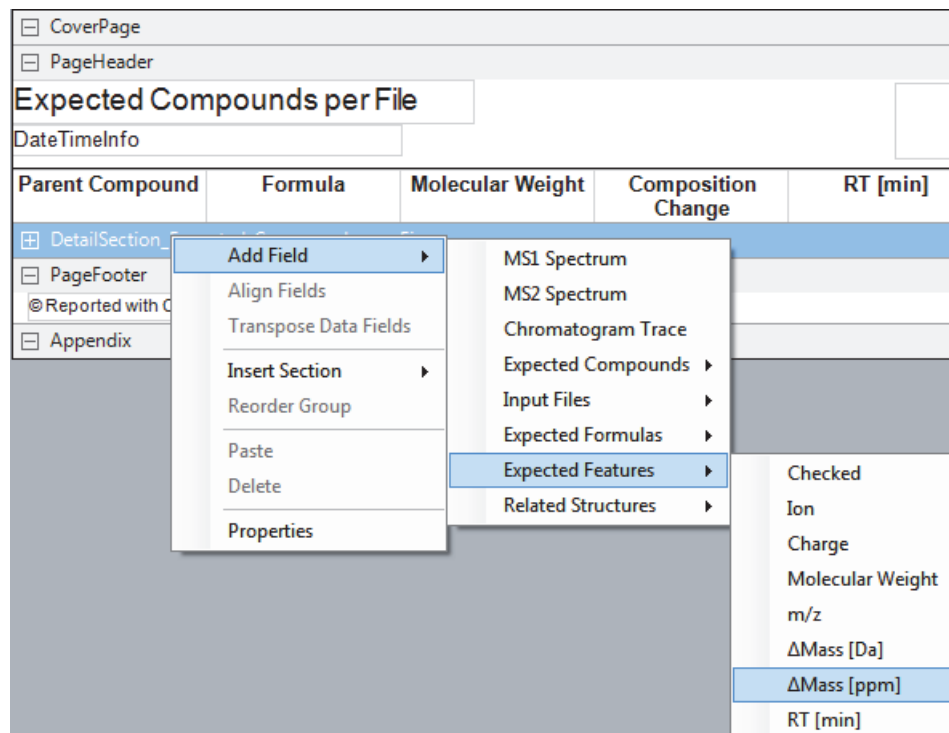 CoverPage
PageHeader
Expected Compounds per File
DateTimeInfo
Parent Compound Formula Molecular Weight Composition Change RT [min]
DetailSection_
PageFooter
©Reported with
Appendix
Add Field
Align Fields
Transpose Data Fields
Insert Section
Reorder Group
Paste
Delete
Properties
MS1 Spectrum
MS2 Spectrum
Chromatogram Trace
Expected Compounds
Input Files
Expected Formulas
Expected Features
Related Structures
Checked
Ion
Charge
Molecular Weight
m/z
ΔMass [Da]
ΔMass [ppm]
RT [min]